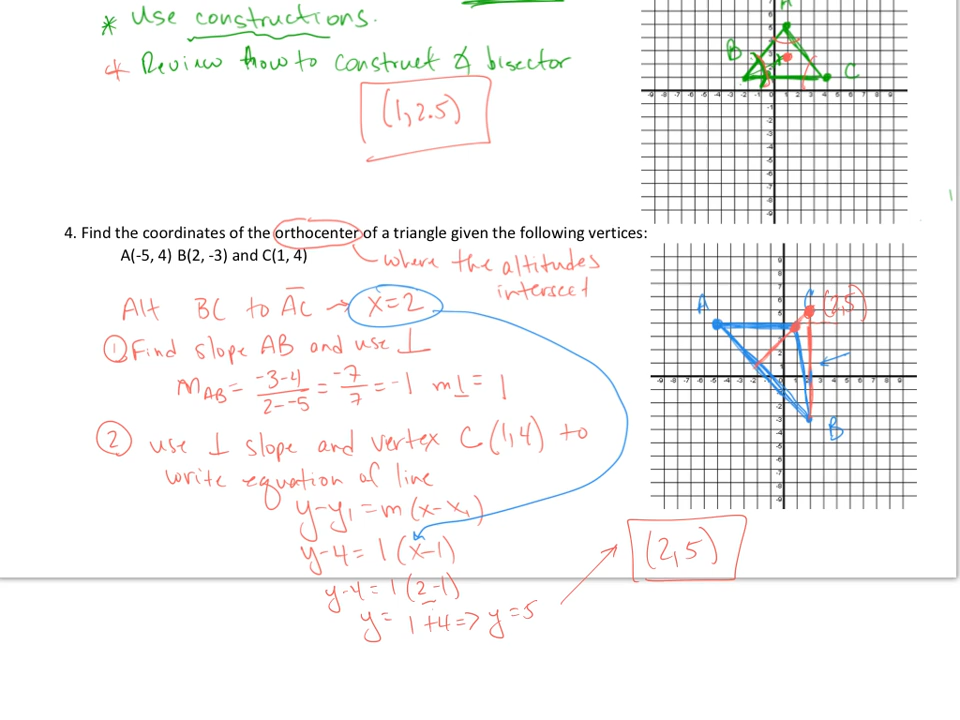 * Use constructions.
* Review how to construct ∡ bisector
(1, 2.5)
A
B
C
4. Find the coordinates of the orthocenter of a triangle given the following vertices:
A(-5, 4) B(2, -3) and C(1, 4)
where the altitudes
intersect
Alt BC to AC → x=2
① Find slope AB and use ⊥
mAB = -3-4/2--5 = -7/7 = -1 m⊥ = 1
② use ⊥ slope and vertex C(1,4) to
write equation of line
y-y1 = m(x-x1)
y-4 = 1(x-1)
y-4 = 1(2-1)
y = 1+4 => y=5
(2,5)
A
C
(2,5)
B